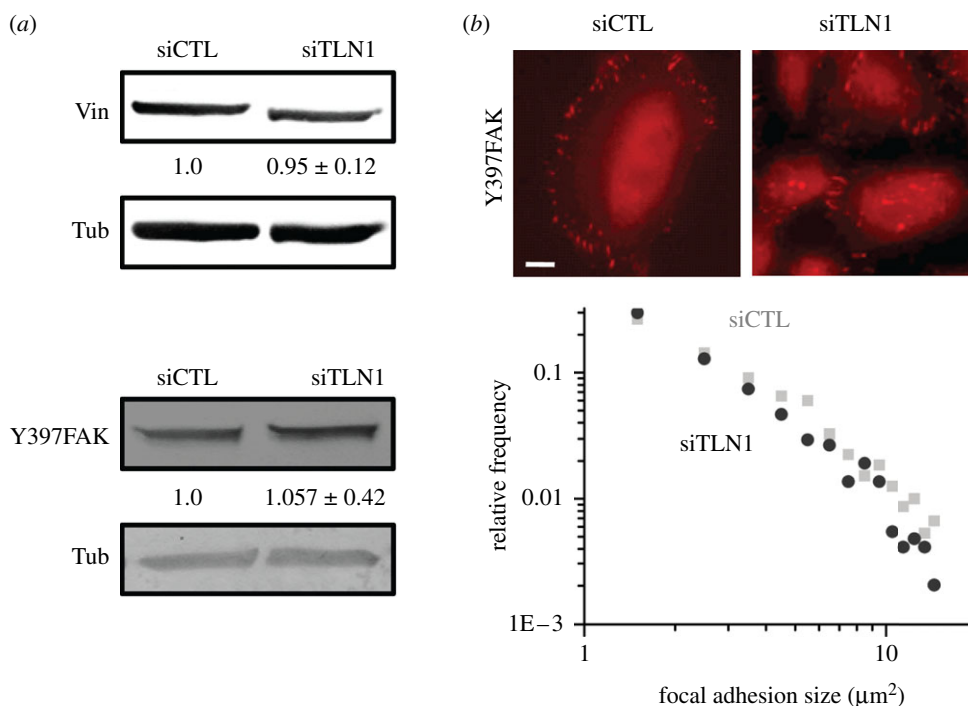 (a)
siCTL siTLN1
Vin
1.0 0.95 ± 0.12
Tub
siCTL siTLN1
Y397FAK
1.0 1.057 ± 0.42
Tub
(b)
siCTL siTLN1
Y397FAK
siCTL
siTLN1
relative frequency
0.1
0.01
1E–3
1 10
focal adhesion size (μm²)